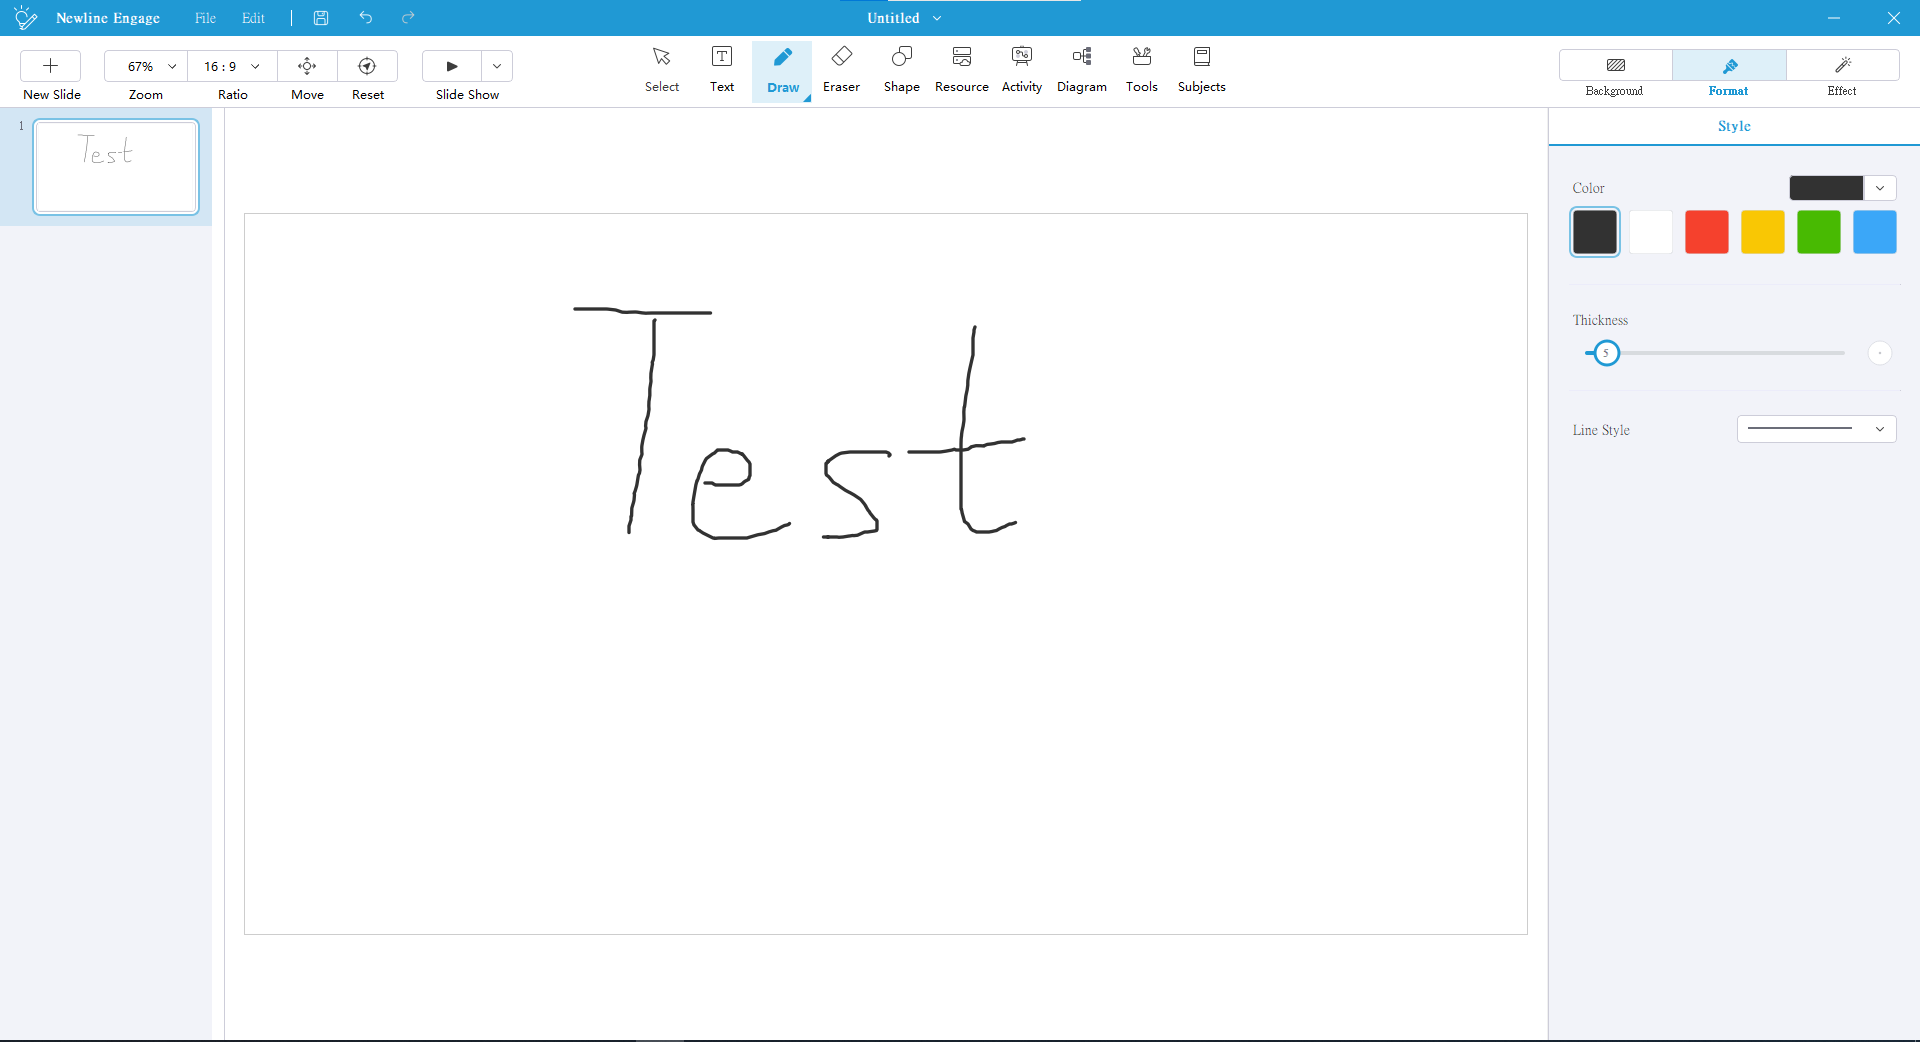 Newline Engage File Edit Untitled
67% 16 : 9
New Slide Zoom Ratio Move Reset Slide Show Select Text Draw Eraser Shape Resource Activity Diagram Tools Subjects Background Format Effect
1 Test
Style
Color
Test
Thickness
5
Line Style